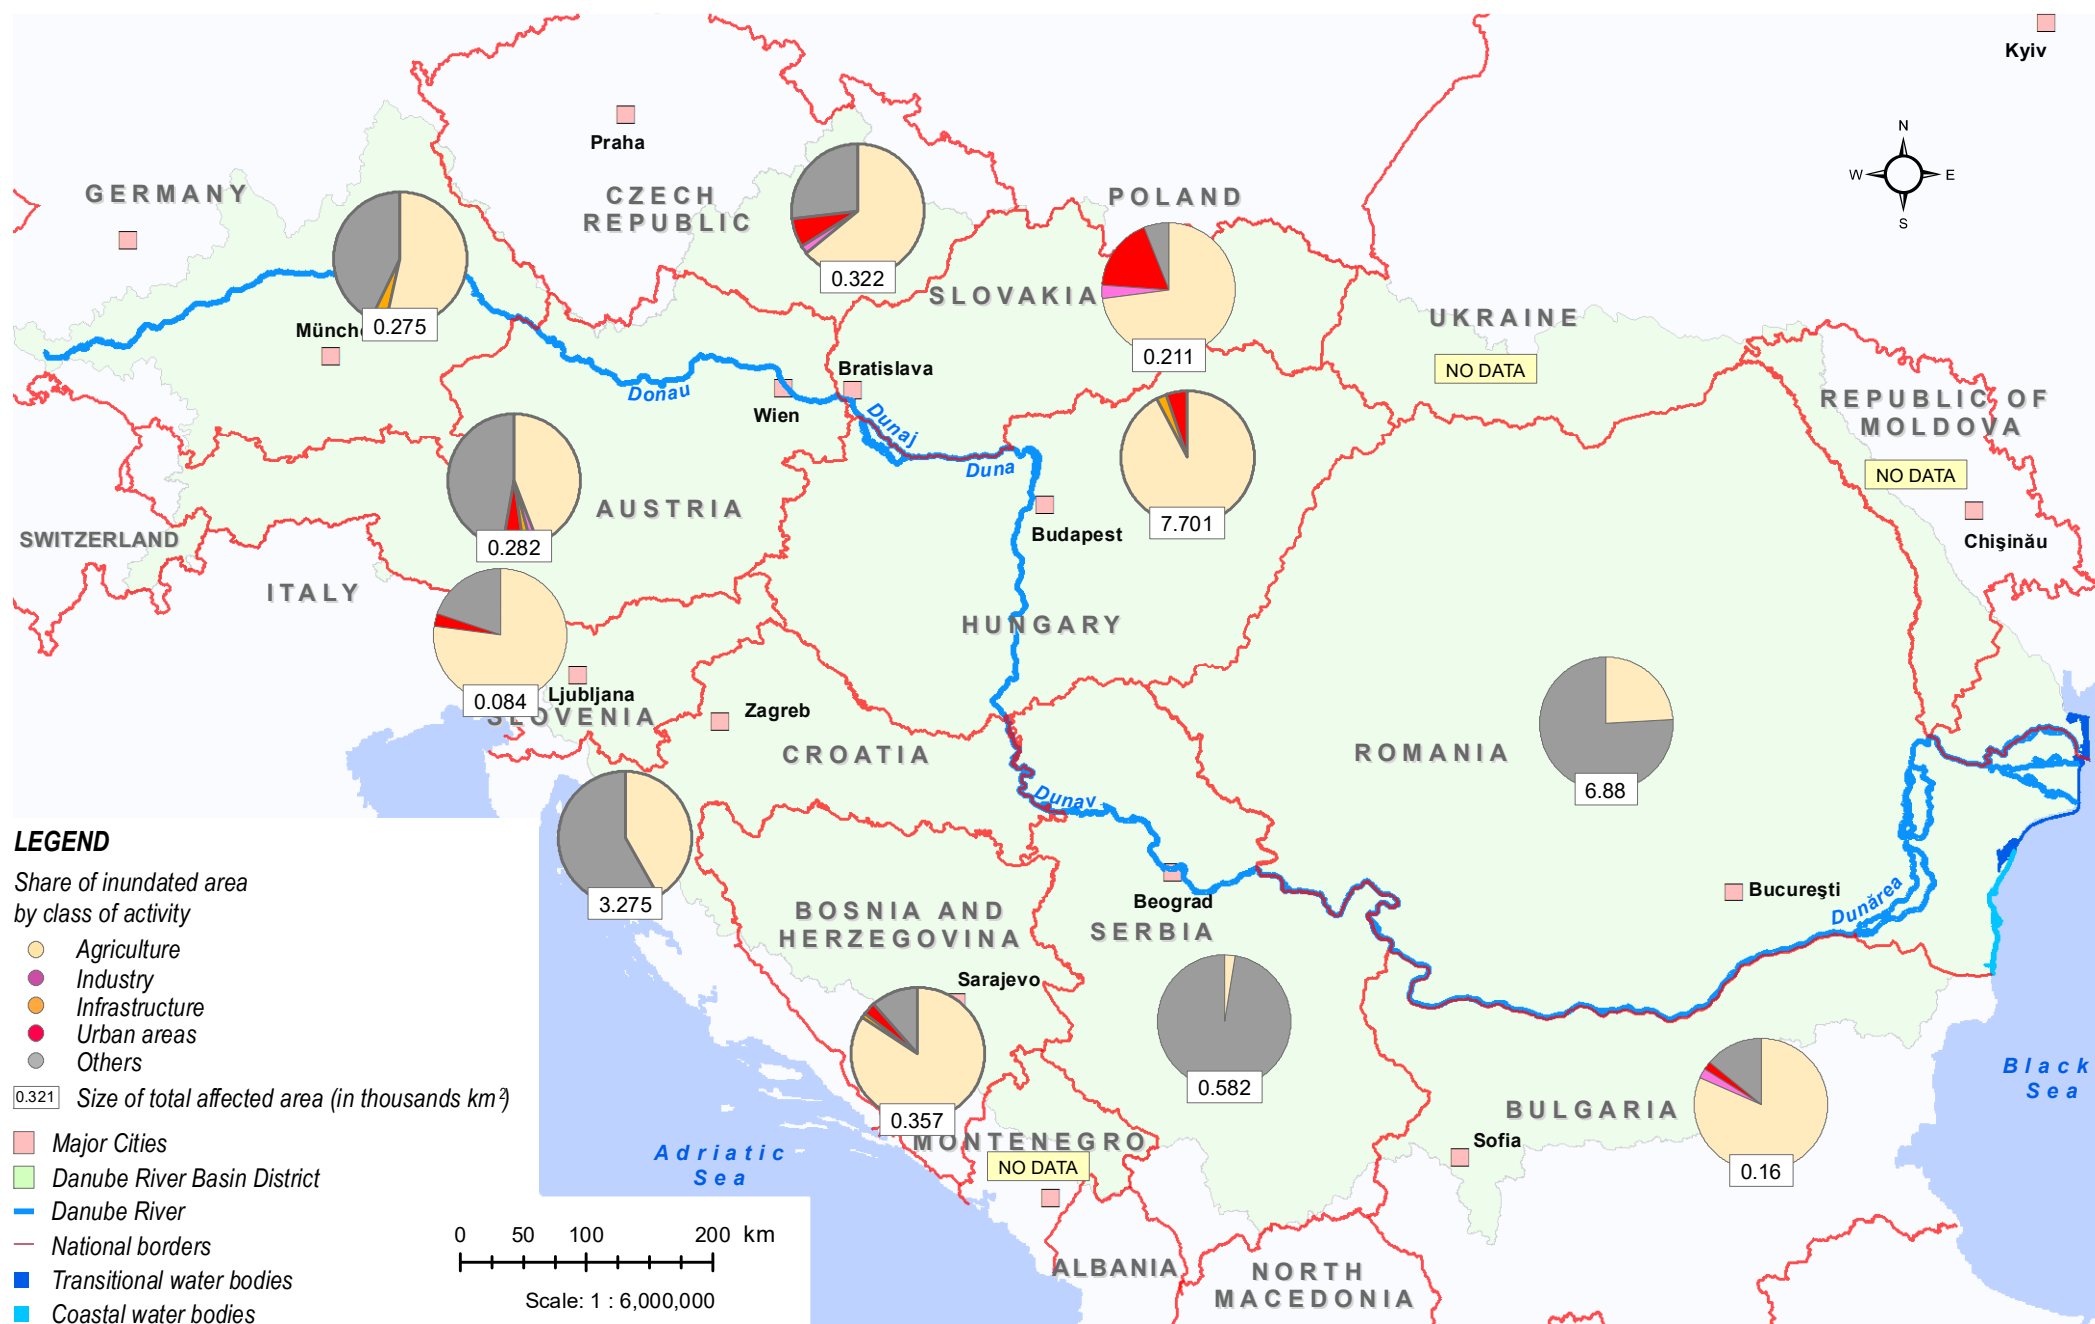 Kyiv
Praha
N
W
E
S
GERMANY
CZECH
REPUBLIC
POLAND
0.322
SLOVAKIA
UKRAINE
Münch
0.275
0.211
NO DATA
Bratislava
Donau
Wien
Dunaj
Duna
REPUBLIC OF
MOLDOVA
NO DATA
AUSTRIA
Budapest
7.701
SWITZERLAND
0.282
Chişinău
ITALY
HUNGARY
0.084
Ljubljana
SLOVENIA
Zagreb
CROATIA
ROMANIA
6.88
Dunav
3.275
Beograd
Bucureşti
Dunărea
BOSNIA AND
HERZEGOVINA
SERBIA
Sarajevo
0.582
0.357
MONTENEGRO
NO DATA
BULGARIA
Sofia
0.16
Black
Sea
Adriatic
Sea
ALBANIA
NORTH
MACEDONIA
LEGEND
Share of inundated area
by class of activity
Agriculture
Industry
Infrastructure
Urban areas
Others
0.321 Size of total affected area (in thousands km²)
Major Cities
Danube River Basin District
Danube River
National borders
Transitional water bodies
Coastal water bodies
0 50 100 200 km
Scale: 1 : 6,000,000